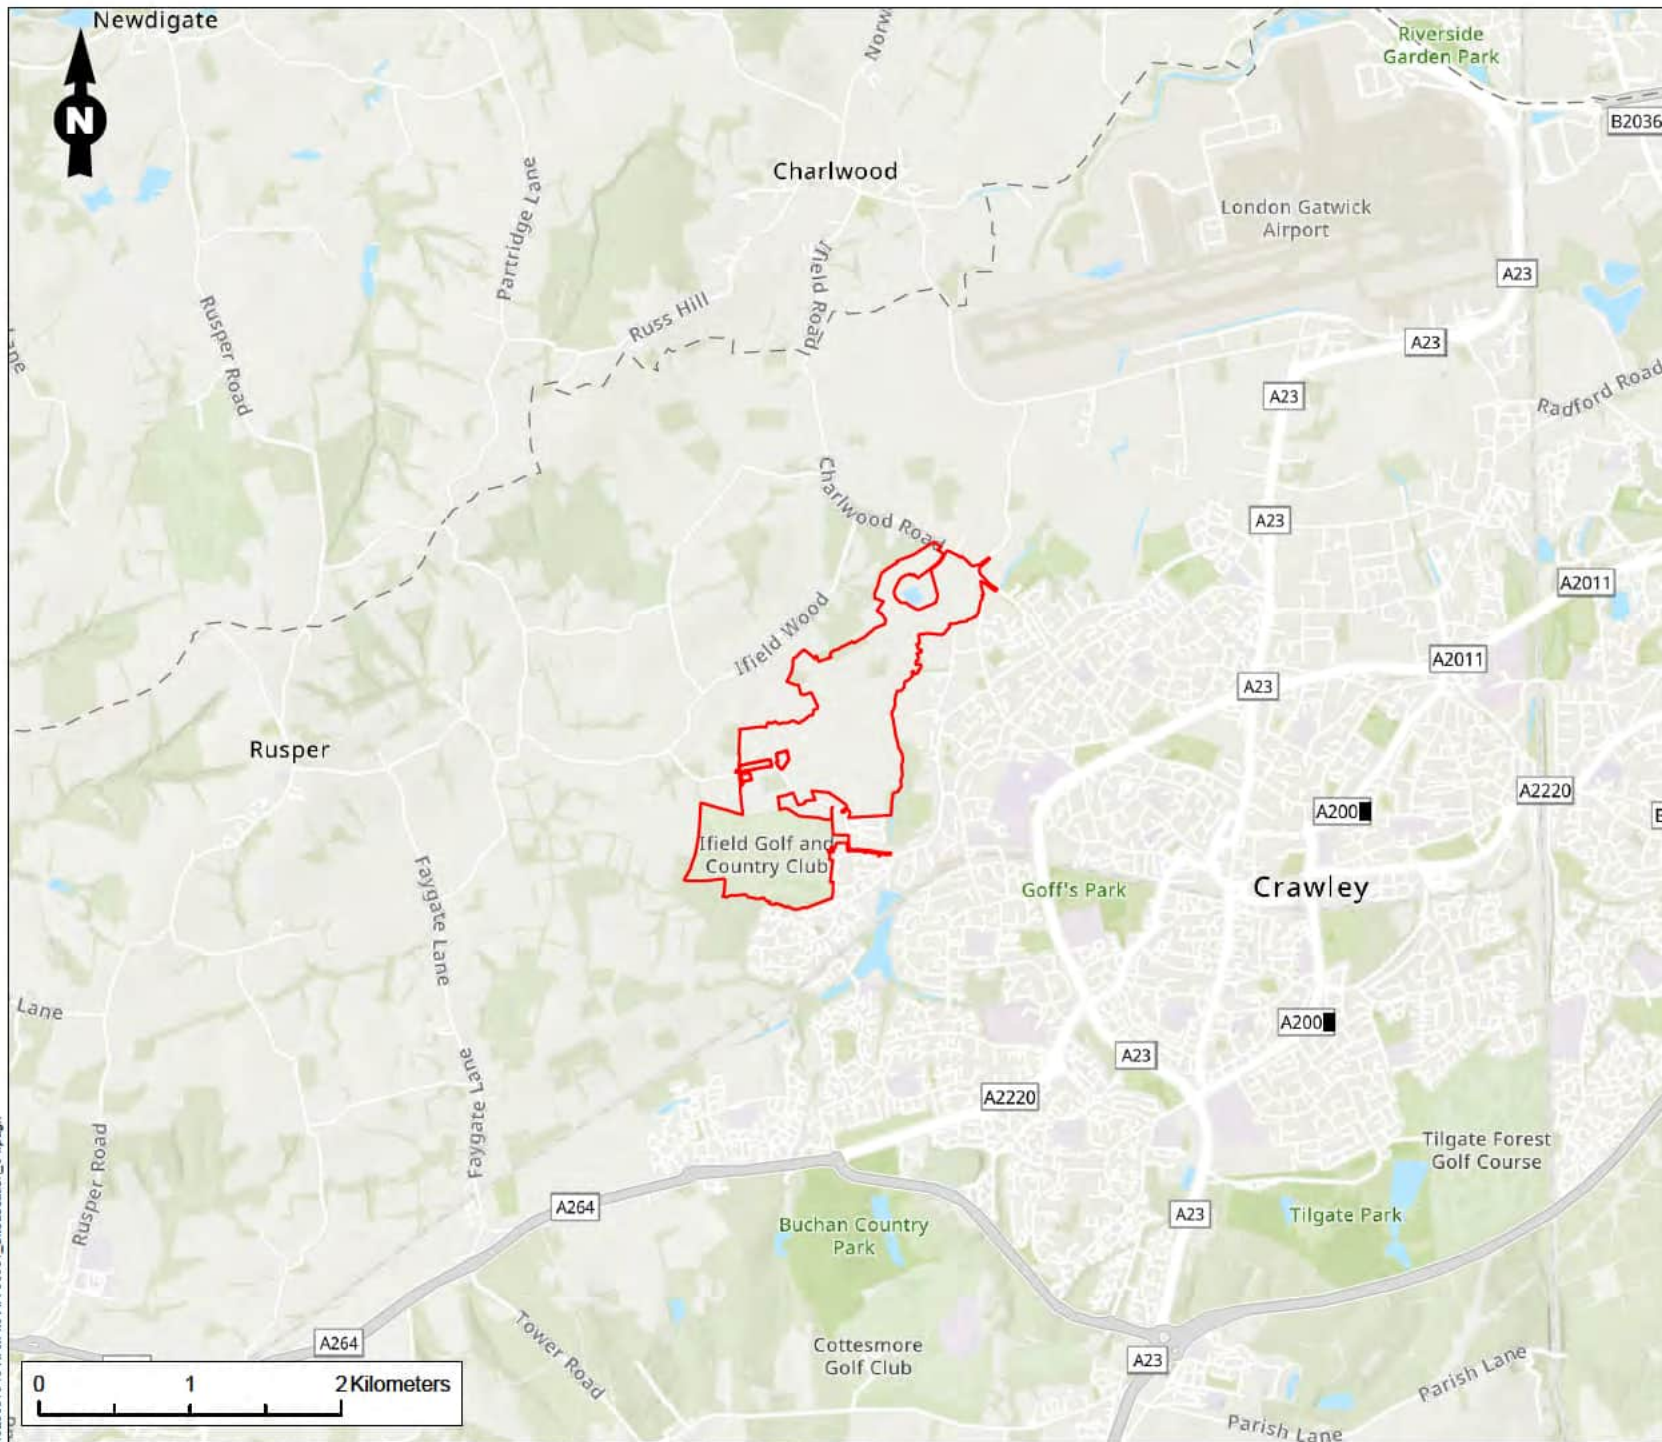 Newdigate
Norw
Riverside
Garden Park
B2036
N
Partridge Lane
Charlwood
London Gatwick
Airport
A23
Rusper Road
Russ Hill
Ifield Road
A23
ane
A23
Radford Road
Charlwood Road
A23
A2011
Ifield Wood
A2011
A23
Rusper
A2220
A200
Ifield Golf and
Country Club
Goff's Park
Crawley
Faygate Lane
Lane
A200
A23
A2220
Faygate Lane
Rusper Road
Tilgate Forest
Golf Course
A264
A23
Tilgate Park
Buchan Country
Park
A264
Tower Road
Cottesmore
Golf Club
A23
Parish Lane
Parish Lane
0 1 2 Kilometers